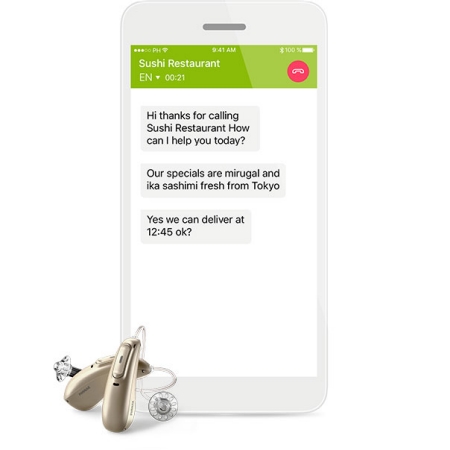 PH 9:41 AM 100 %
Sushi Restaurant
EN 00:21
Hi thanks for calling
Sushi Restaurant How
can I help you today?
Our specials are mirugal and
ika sashimi fresh from Tokyo
Yes we can deliver at
12:45 ok?